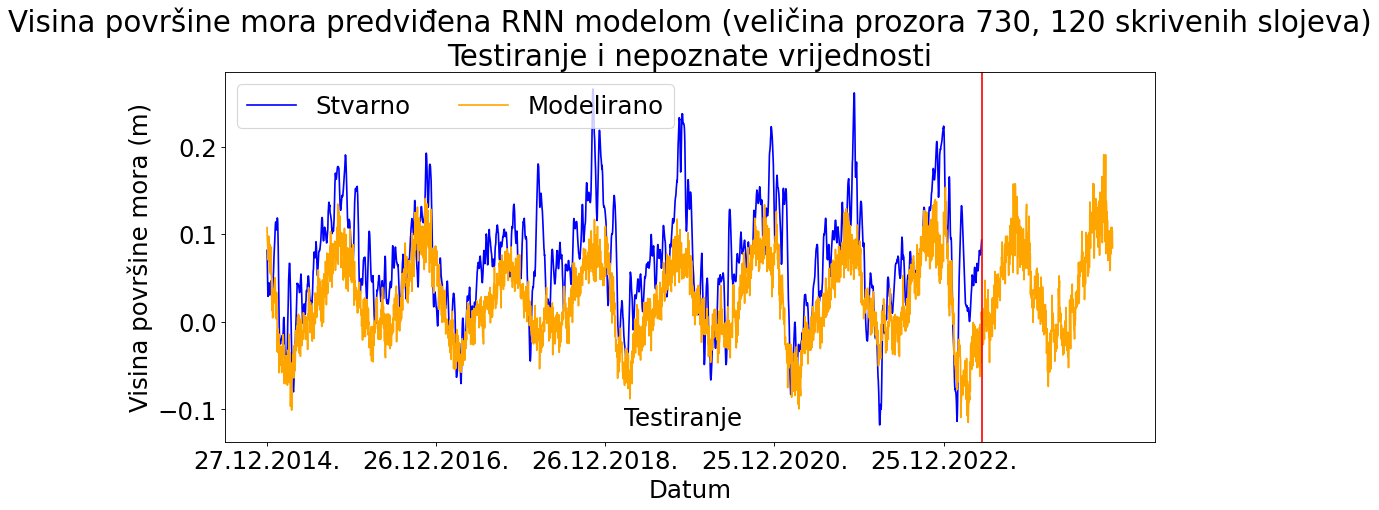 Visina površine mora predviđena RNN modelom (veličina prozora 730, 120 skrivenih slojeva)
Testiranje i nepoznate vrijednosti
Stvarno Modelirano
Visina površine mora (m)
0.2
0.1
0.0
−0.1
Testiranje
27.12.2014. 26.12.2016. 26.12.2018. 25.12.2020. 25.12.2022.
Datum